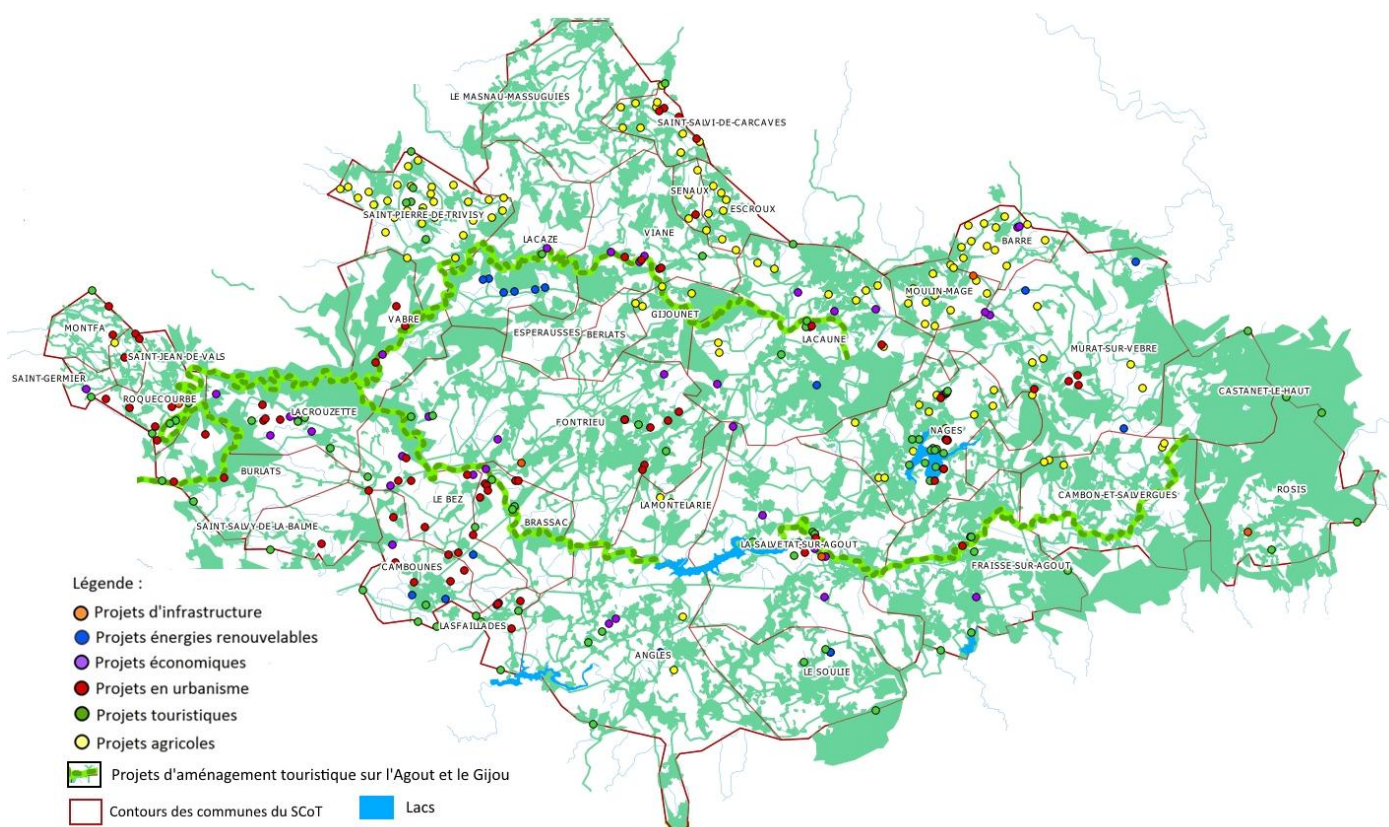 LE MASNAU-MASSUGUIES
SAINT-SALVI-DE-CARCAVES
SENAUX
ESCROUX
SAINT-PIERRE-DE-TRIVISY
LACAZE
VIANE
BARRE
MOULIN-MAGE
GIJOUNET
VABRE
ESPERAUSSES
BERLATS
LACAUNE
MONTFA
SAINT-JEAN-DE-VALS
MURAT-SUR-VEBRE
SAINT-GERMIER
CASTANET-LE-HAUT
ROQUECOURBE
LACROUZETTE
FONTRIEU
NAGES
BURLATS
ROSIS
LE BEZ
CAMBON-ET-SALVERGUES
LAMONTELARIE
BRASSAC
SAINT-SALVY-DE-LA-BALME
LA-SALVETAT-SUR-AGOUT
CAMBOUNES
FRAISSE-SUR-AGOUT
LASFAILLADES
ANGLES
LE SOULIE
Légende :
Projets d'infrastructure
Projets énergies renouvelables
Projets économiques
Projets en urbanisme
Projets touristiques
Projets agricoles
Projets d'aménagement touristique sur l'Agout et le Gijou
Contours des communes du SCoT
Lacs